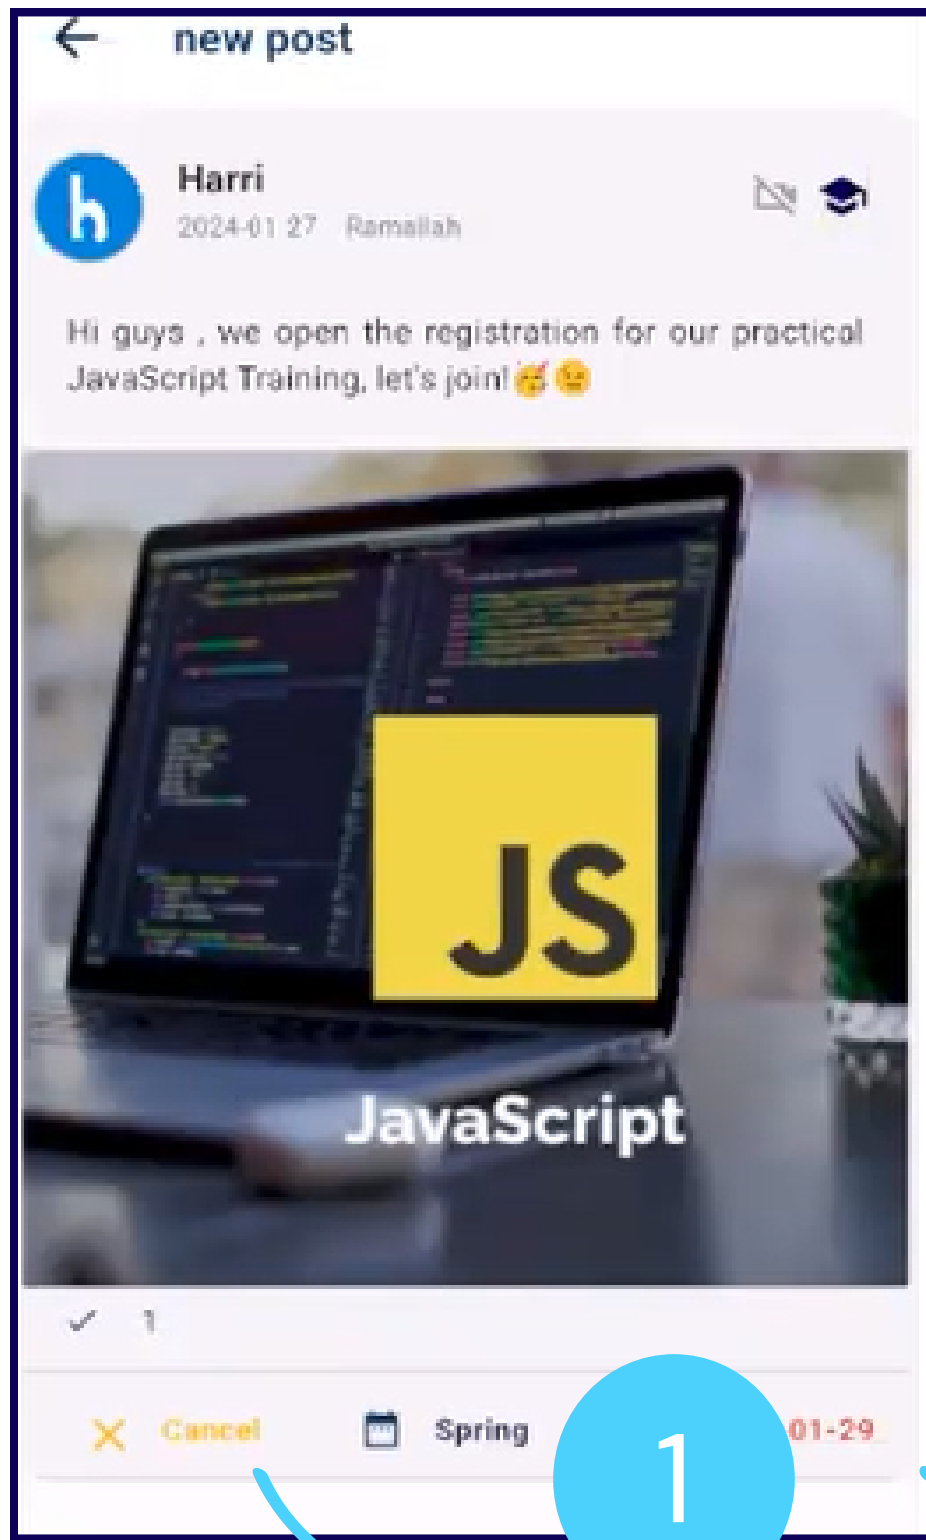 new post
h
Harri
2024-01 27 Ramallah
Hi guys , we open the registration for our practical
JavaScript Training, let's join!🥳😉
JS
JavaScript
1
Cancel Spring 01-29
1